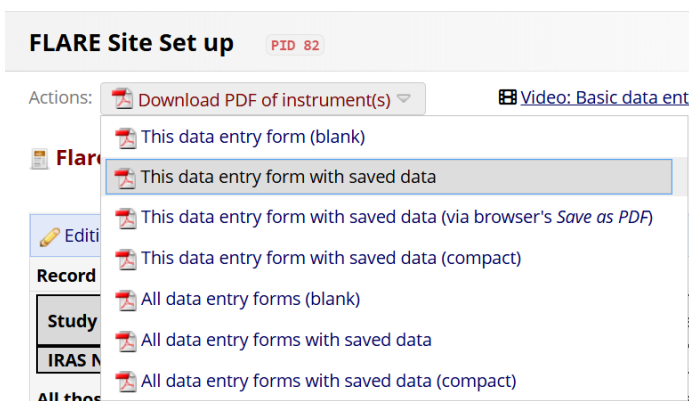 FLARE Site Set up PID 82
Actions: Download PDF of instrument(s) Video: Basic data ent
This data entry form (blank)
Flare
This data entry form with saved data
This data entry form with saved data (via browser's Save as PDF)
Editi
This data entry form with saved data (compact)
Record
All data entry forms (blank)
Study
All data entry forms with saved data
IRAS N
All data entry forms with saved data (compact)
All thos